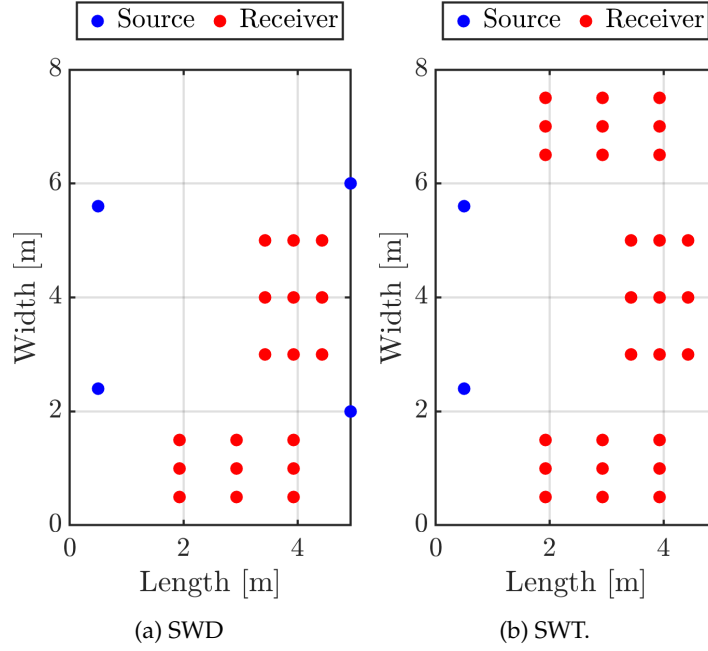 Source Receiver
Source Receiver
8
6
4
2
0
Width [m]
0 2 4
Length [m]
8
6
4
2
0
Width [m]
0 2 4
Length [m]
(a) SWD
(b) SWT.